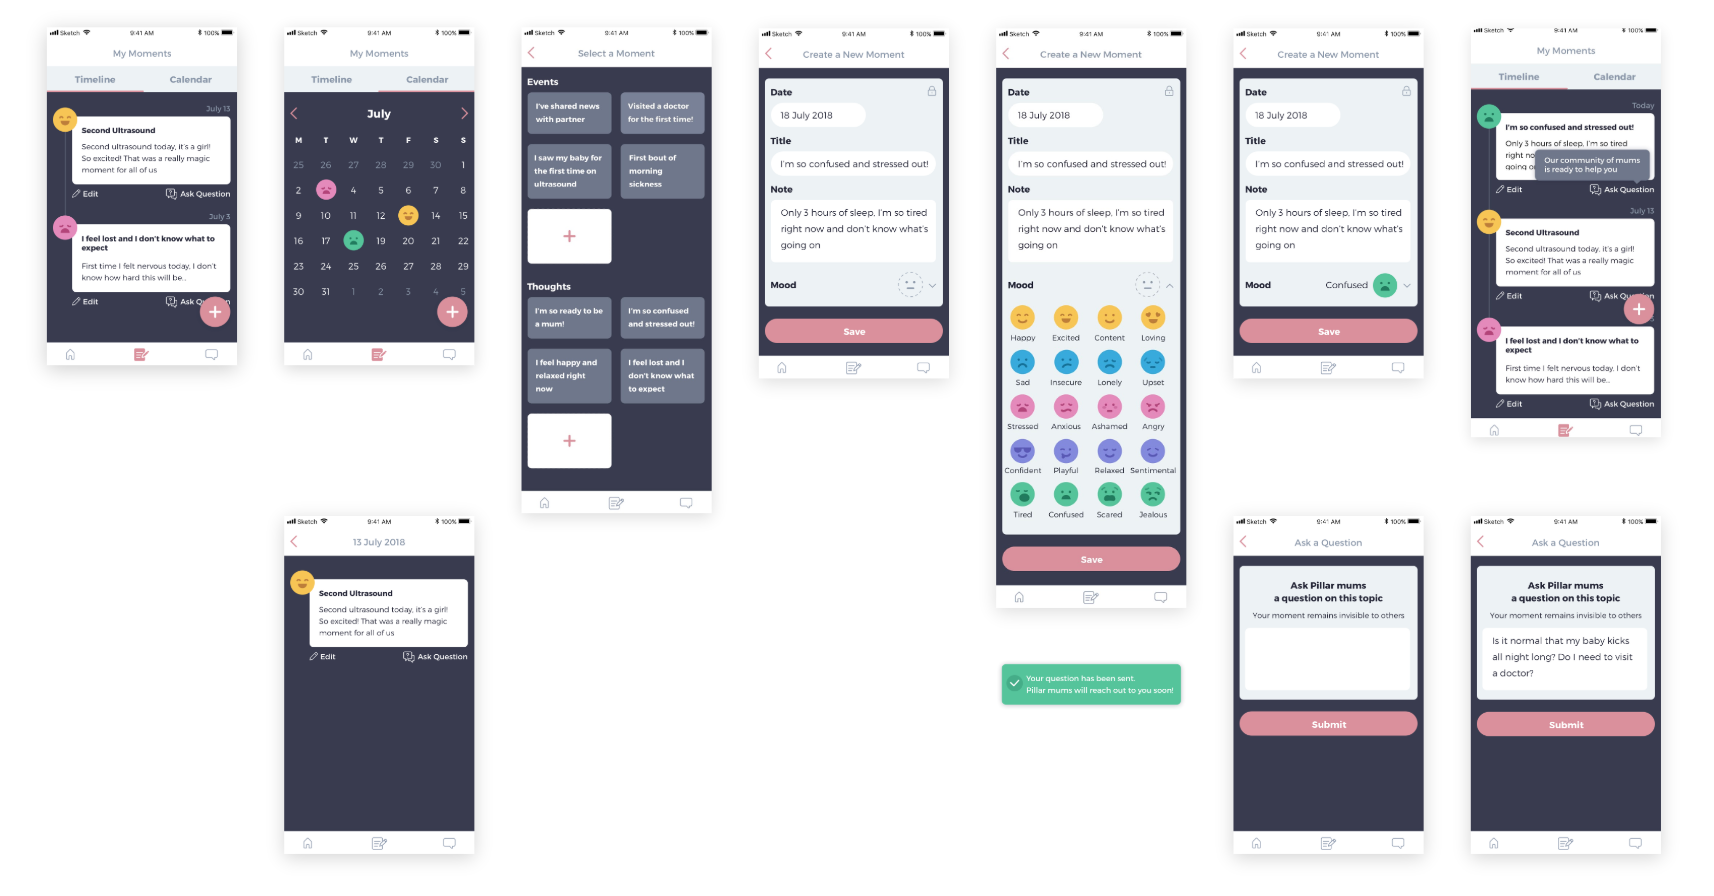 Sketch 9:41 AM 100%
My Moments
Timeline Calendar
July 13
Second Ultrasound
Second ultrasound today, it's a girl!
So excited! That was a really magic
moment for all of us
Edit Ask Question
July 3
I feel lost and I don't know what to
expect
First time I felt nervous today, I don't
know how hard this will be...
Edit Ask Qu
+
Sketch 9:41 AM 100%
My Moments
Timeline Calendar
July
M T W T F S S
25 26 27 28 29 30 1
2 4 5 6 7 8
9 10 11 12 14 15
16 17 19 20 21 22
23 24 25 26 27 28 29
30 31 1 2 3 4 5
+
Sketch 9:41 AM 100%
Select a Moment
Events
I've shared news
with partner
Visited a doctor
for the first time!
I saw my baby for
the first time on
ultrasound
First bout of
morning
sickness
+
Thoughts
I'm so ready to be
a mum!
I'm so confused
and stressed out!
I feel happy and
relaxed right
now
I feel lost and I
don't know what
to expect
+
Sketch 9:41 AM 100%
Create a New Moment
Date
18 July 2018
Title
I'm so confused and stressed out!
Note
Only 3 hours of sleep, I'm so tired
right now and don't know what's
going on
Mood
Save
Sketch 9:41 AM 100%
Create a New Moment
Date
18 July 2018
Title
I'm so confused and stressed out!
Note
Only 3 hours of sleep, I'm so tired
right now and don't know what's
going on
Mood
Happy Excited Content Loving
Sad Insecure Lonely Upset
Stressed Anxious Ashamed Angry
Confident Playful Relaxed Sentimental
Tired Confused Scared Jealous
Save
Sketch 9:41 AM 100%
Create a New Moment
Date
18 July 2018
Title
I'm so confused and stressed out!
Note
Only 3 hours of sleep, I'm so tired
right now and don't know what's
going on
Mood Confused
Save
Sketch 9:41 AM 100%
My Moments
Timeline Calendar
Today
I'm so confused and stressed out!
Only 3 hours of sleep, I'm so tired
right no
going o
Our community of mums
is ready to help you
Edit Ask Question
July 13
Second Ultrasound
Second ultrasound today, it's a girl!
So excited! That was a really magic
moment for all of us
Edit Ask Qu
+
I feel lost and I don't know what to
expect
First time I felt nervous today, I don't
know how hard this will be...
Edit Ask Question
Sketch 9:41 AM 100%
13 July 2018
Second Ultrasound
Second ultrasound today, it's a girl!
So excited! That was a really magic
moment for all of us
Edit Ask Question
Your question has been sent.
Pillar mums will reach out to you soon!
Sketch 9:41 AM 100%
Ask a Question
Ask Pillar mums
a question on this topic
Your moment remains invisible to others
Submit
Sketch 9:41 AM 100%
Ask a Question
Ask Pillar mums
a question on this topic
Your moment remains invisible to others
Is it normal that my baby kicks
all night long? Do I need to visit
a doctor?
Submit